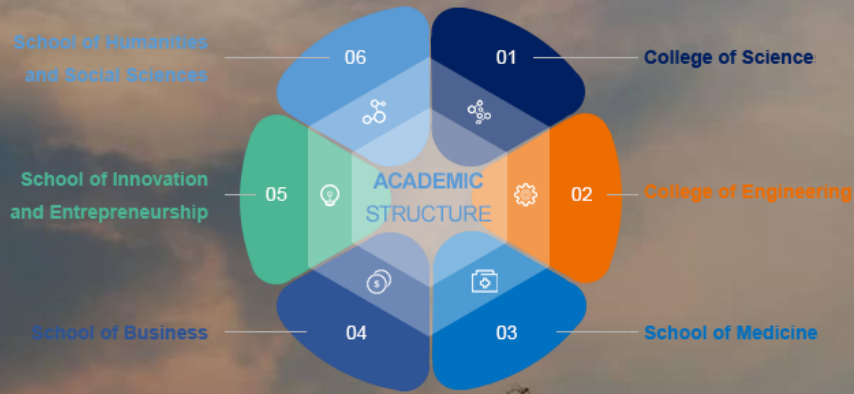 School of Humanities
and Social Sciences
06
01
College of Science
School of Innovation
and Entrepreneurship
05
ACADEMIC
STRUCTURE
02
College of Engineering
School of Business
04
03
School of Medicine
$